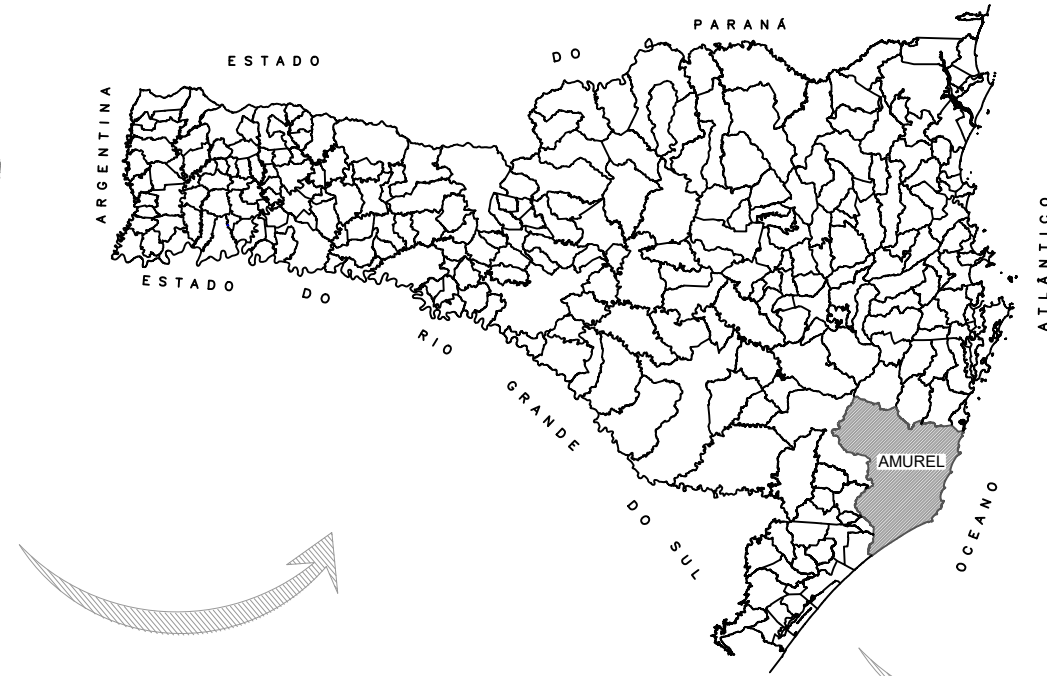 ESTADO
DO
PARANÁ
ARGENTINA
ATLÂNTICO
ESTADO
DO
RIO
GRANDE
DO
SUL
AMUREL
OCEANO